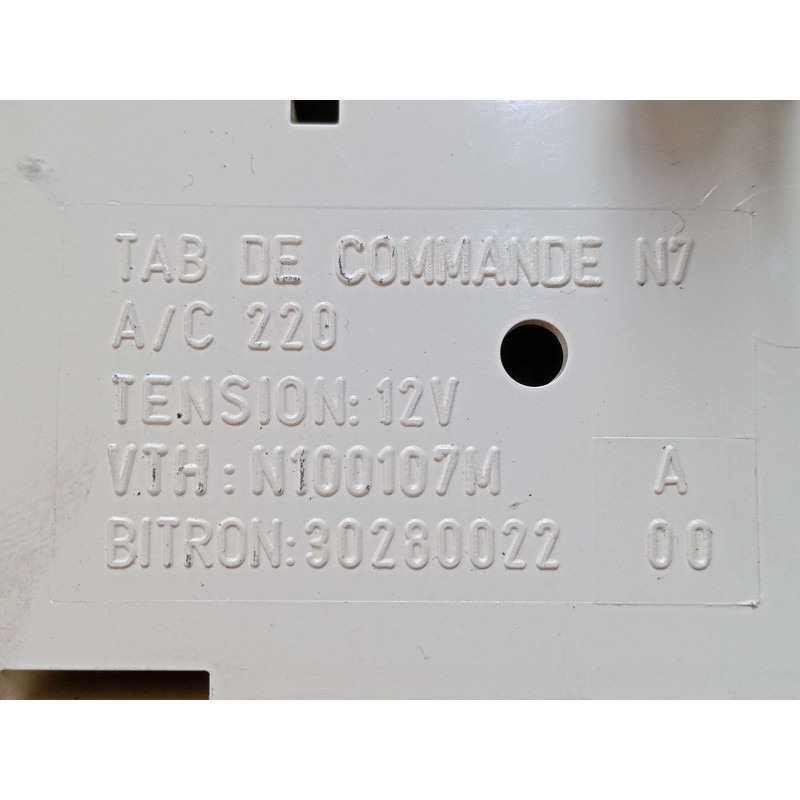 TAB DE COMMANDE N7
A/C 220
TENSION: 12V
VTH: N100107M
A
BITRON: 30280022
00